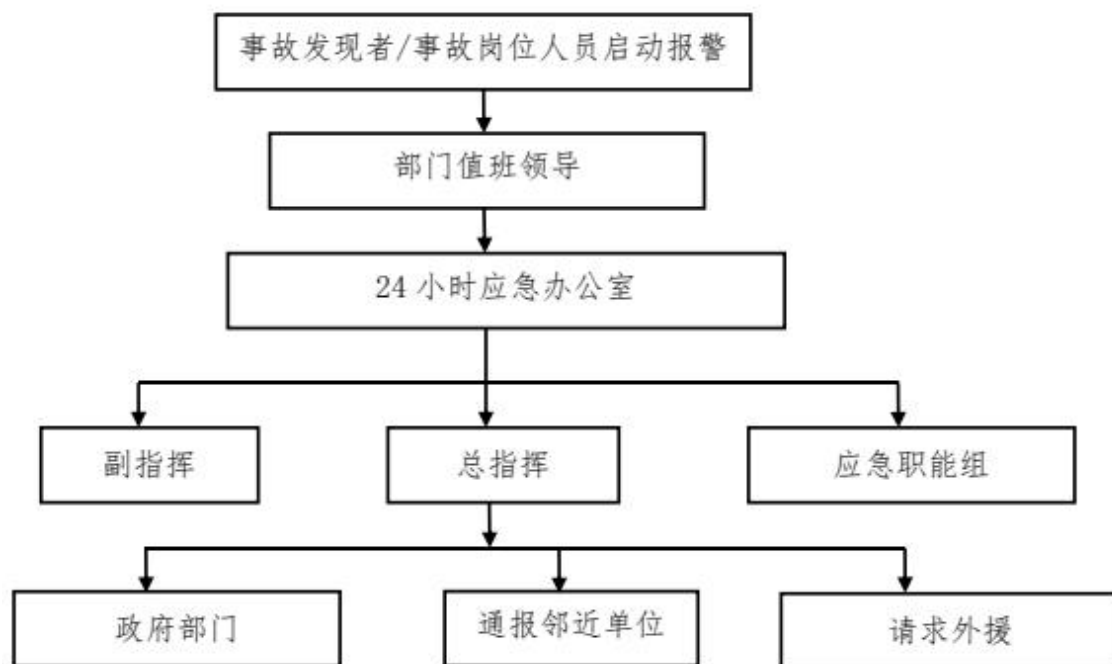 事故发现者/事故岗位人员启动报警
部门值班领导
24 小时应急办公室
副指挥
总指挥
应急职能组
政府部门
通报邻近单位
请求外援